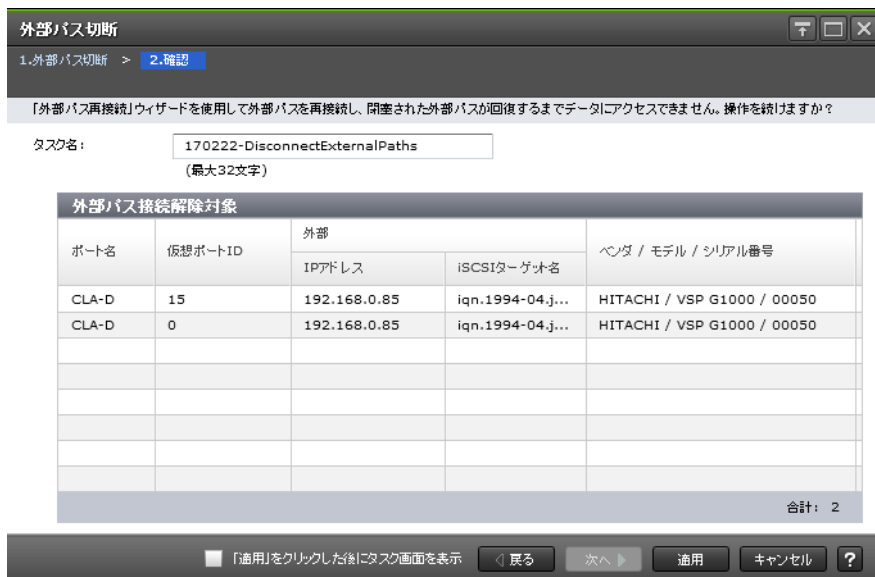 外部パス切断
1.外部パス切断 > 2.確認
「外部パス再接続」ウィザードを使用して外部パスを再接続し、閉塞された外部パスが回復するまでデータにアクセスできません。操作を続けますか?
タスク名: 170222-DisconnectExternalPaths
(最大32文字)
外部パス接続解除対象
ポート名 仮想ポートID 外部 ベンダ / モデル / シリアル番号
IPアドレス iSCSIターゲット名
CLA-D 15 192.168.0.85 iqn.1994-04.j... HITACHI / VSP G1000 / 00050
CLA-D 0 192.168.0.85 iqn.1994-04.j... HITACHI / VSP G1000 / 00050
合計: 2
「適用」をクリックした後にタスク画面を表示 戻る 次へ 適用 キャンセル ?